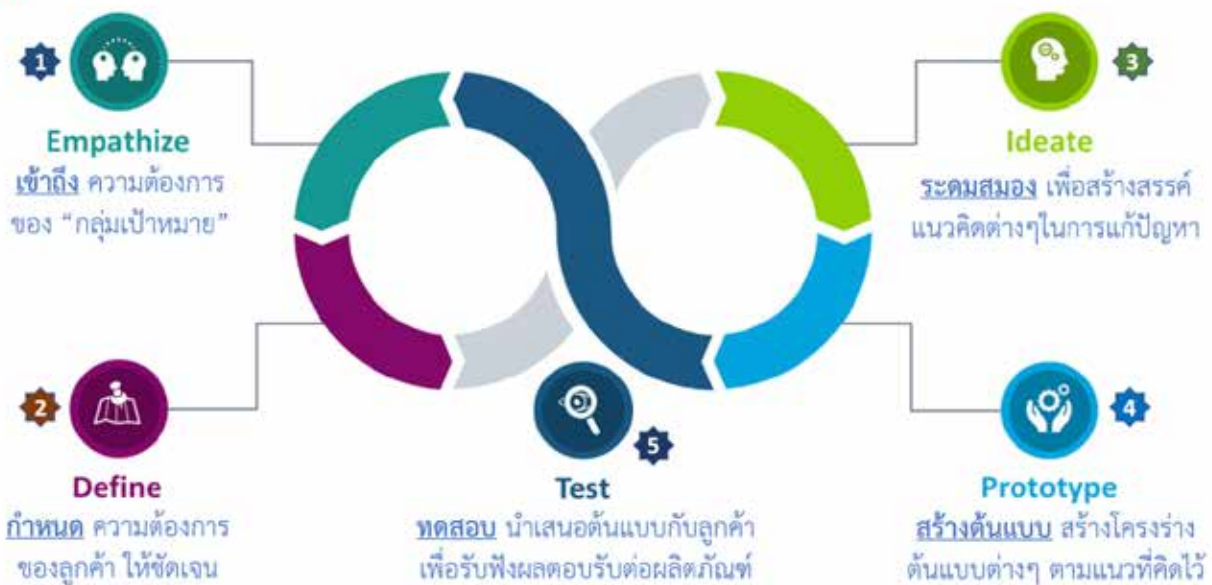 1
Empathize
เข้าถึง ความต้องการ
ของ “กลุ่มเป้าหมาย”
2
Define
กำหนด ความต้องการ
ของลูกค้า ให้ชัดเจน
3
Ideate
ระดมสมอง เพื่อสร้างสรรค์
แนวคิดต่างๆในการแก้ปัญหา
4
Prototype
สร้างต้นแบบ สร้างโครงร่าง
ต้นแบบต่างๆ ตามแนวที่คิดไว้
5
Test
ทดสอบ นำเสนอต้นแบบกับลูกค้า
เพื่อรับฟังผลตอบรับต่อผลิตภัณฑ์